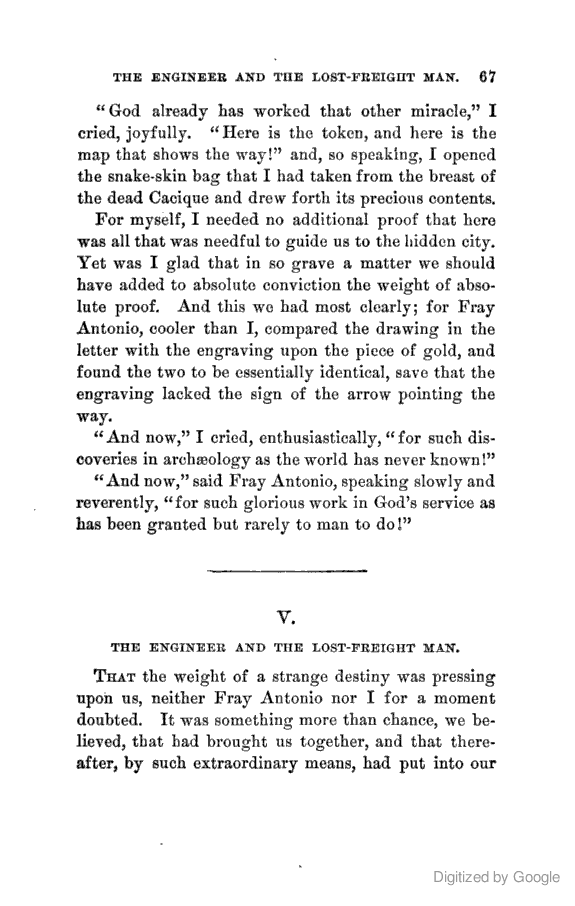 THE ENGINEER AND THE LOST-FREIGHT MAN. 67
“God already has worked that other miracle,” I
cried, joyfully. “Here is the token, and here is the
map that shows the way!” and, so speaking, I opened
the snake-skin bag that I had taken from the breast of
the dead Cacique and drew forth its precious contents.
For myself, I needed no additional proof that here
was all that was needful to guide us to the hidden city.
Yet was I glad that in so grave a matter we should
have added to absolute conviction the weight of abso-
lute proof. And this we had most clearly; for Fray
Antonio, cooler than I, compared the drawing in the
letter with the engraving upon the piece of gold, and
found the two to be essentially identical, save that the
engraving lacked the sign of the arrow pointing the
way.
“And now,” I cried, enthusiastically, “for such dis-
coveries in archæology as the world has never known!”
“And now,” said Fray Antonio, speaking slowly and
reverently, “for such glorious work in God’s service as
has been granted but rarely to man to do!”
V.
THE ENGINEER AND THE LOST-FREIGHT MAN.
THAT the weight of a strange destiny was pressing
upon us, neither Fray Antonio nor I for a moment
doubted. It was something more than chance, we be-
lieved, that had brought us together, and that there-
after, by such extraordinary means, had put into our
Digitized by Google